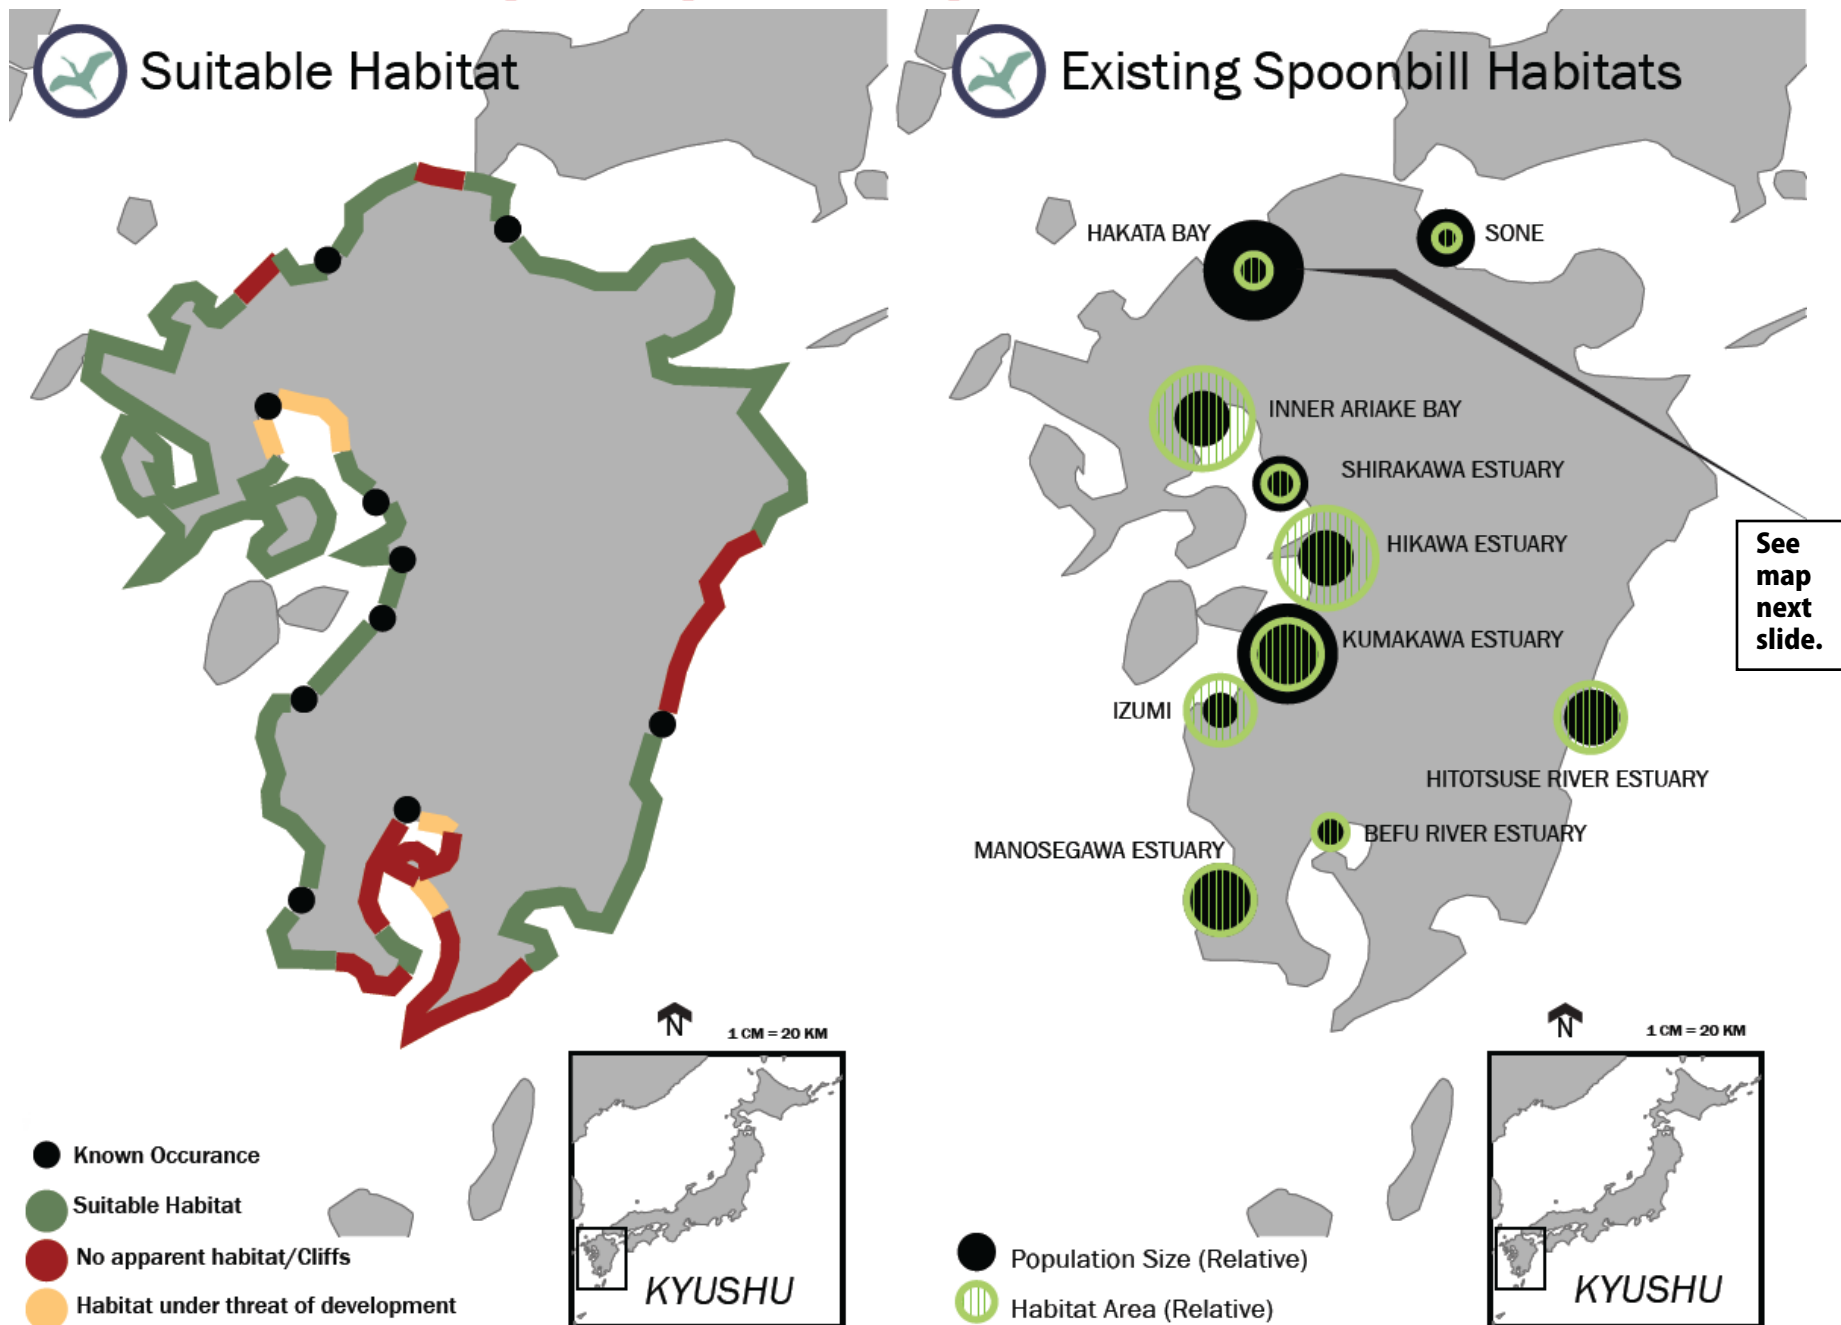 Suitable Habitat
N
1 CM = 20 KM
KYUSHU
Known Occurance
Suitable Habitat
No apparent habitat/Cliffs
Habitat under threat of development
Existing Spoonbill Habitats
HAKATA BAY
SONE
INNER ARIAKE BAY
SHIRAKAWA ESTUARY
HIKAWA ESTUARY
KUMAKAWA ESTUARY
IZUMI
HITOTSUSE RIVER ESTUARY
BEFU RIVER ESTUARY
MANOSEGAWA ESTUARY
See
map
next
slide.
N
1 CM = 20 KM
KYUSHU
Population Size (Relative)
Habitat Area (Relative)